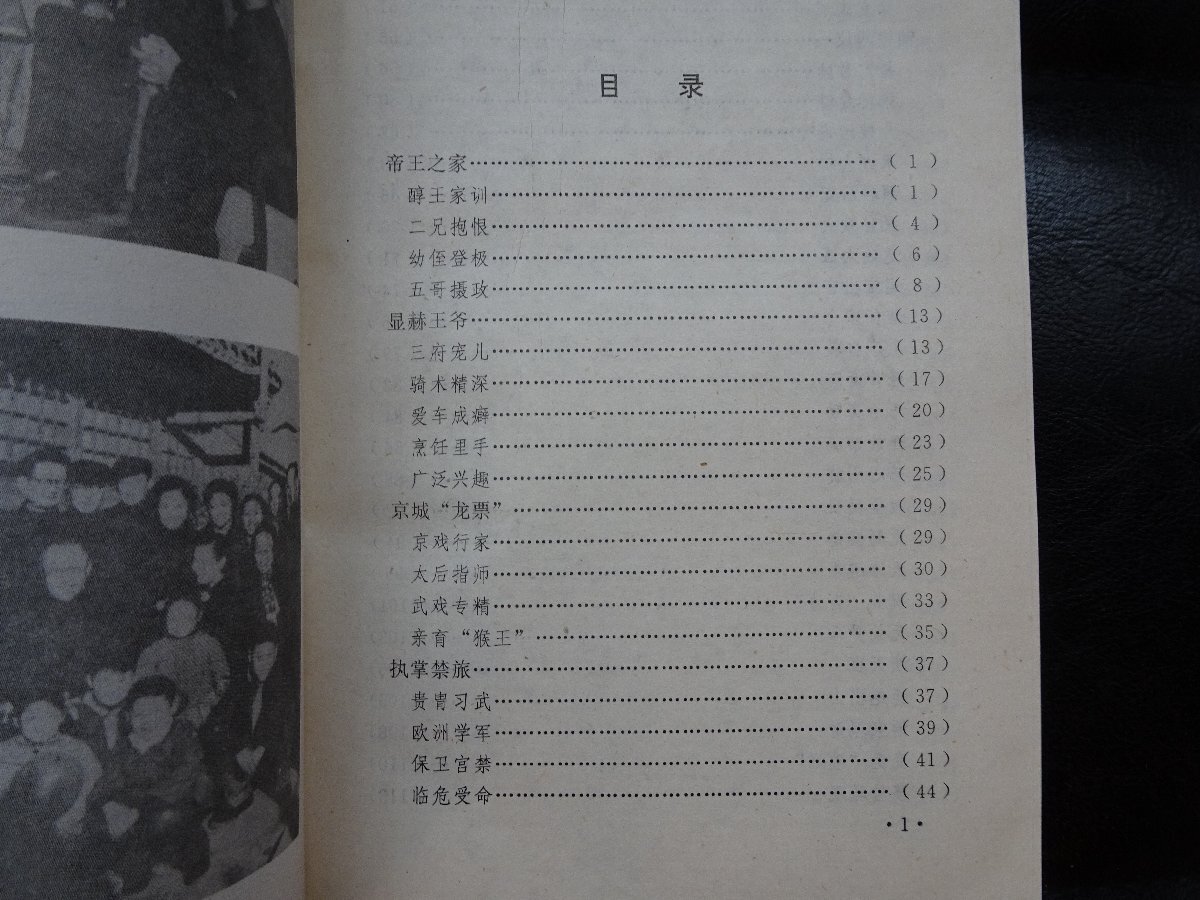 目 录
帝王之家……………………………………………………（1）
醇王家训…………………………………………………（1）
二兄抱恨…………………………………………………（4）
幼侄登极…………………………………………………（6）
五哥摄政…………………………………………………（8）
显赫王爷……………………………………………………（13）
三府宠儿…………………………………………………（13）
骑术精深…………………………………………………（17）
爱车成癖…………………………………………………（20）
烹饪里手…………………………………………………（23）
广泛兴趣…………………………………………………（25）
京城“龙票”………………………………………………（29）
京戏行家…………………………………………………（29）
太后指师…………………………………………………（30）
武戏专精…………………………………………………（33）
亲育“猴王”……………………………………………（35）
执掌禁旅……………………………………………………（37）
贵胄习武…………………………………………………（37）
欧洲学军…………………………………………………（39）
保卫宫禁…………………………………………………（41）
临危受命…………………………………………………（44）
·1·